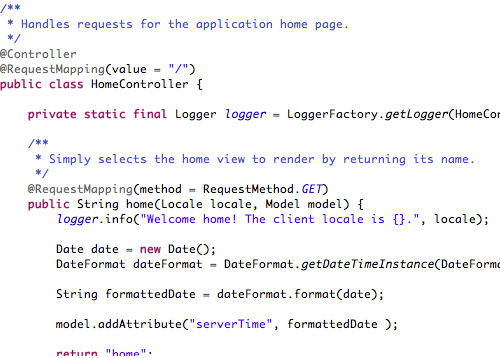 /**
 * Handles requests for the application home page.
 */
@Controller
@RequestMapping(value = "/")
public class HomeController {
private static final Logger logger = LoggerFactory.getLogger(HomeCor
/**
 * Simply selects the home view to render by returning its name.
 */
@RequestMapping(method = RequestMethod.GET)
public String home(Locale locale, Model model) {
logger.info("Welcome home! The client locale is {}.", locale);
Date date = new Date();
DateFormat dateFormat = DateFormat.getDateTimeInstance(DateForma
String formattedDate = dateFormat.format(date);
model.addAttribute("serverTime", formattedDate );
return "home";